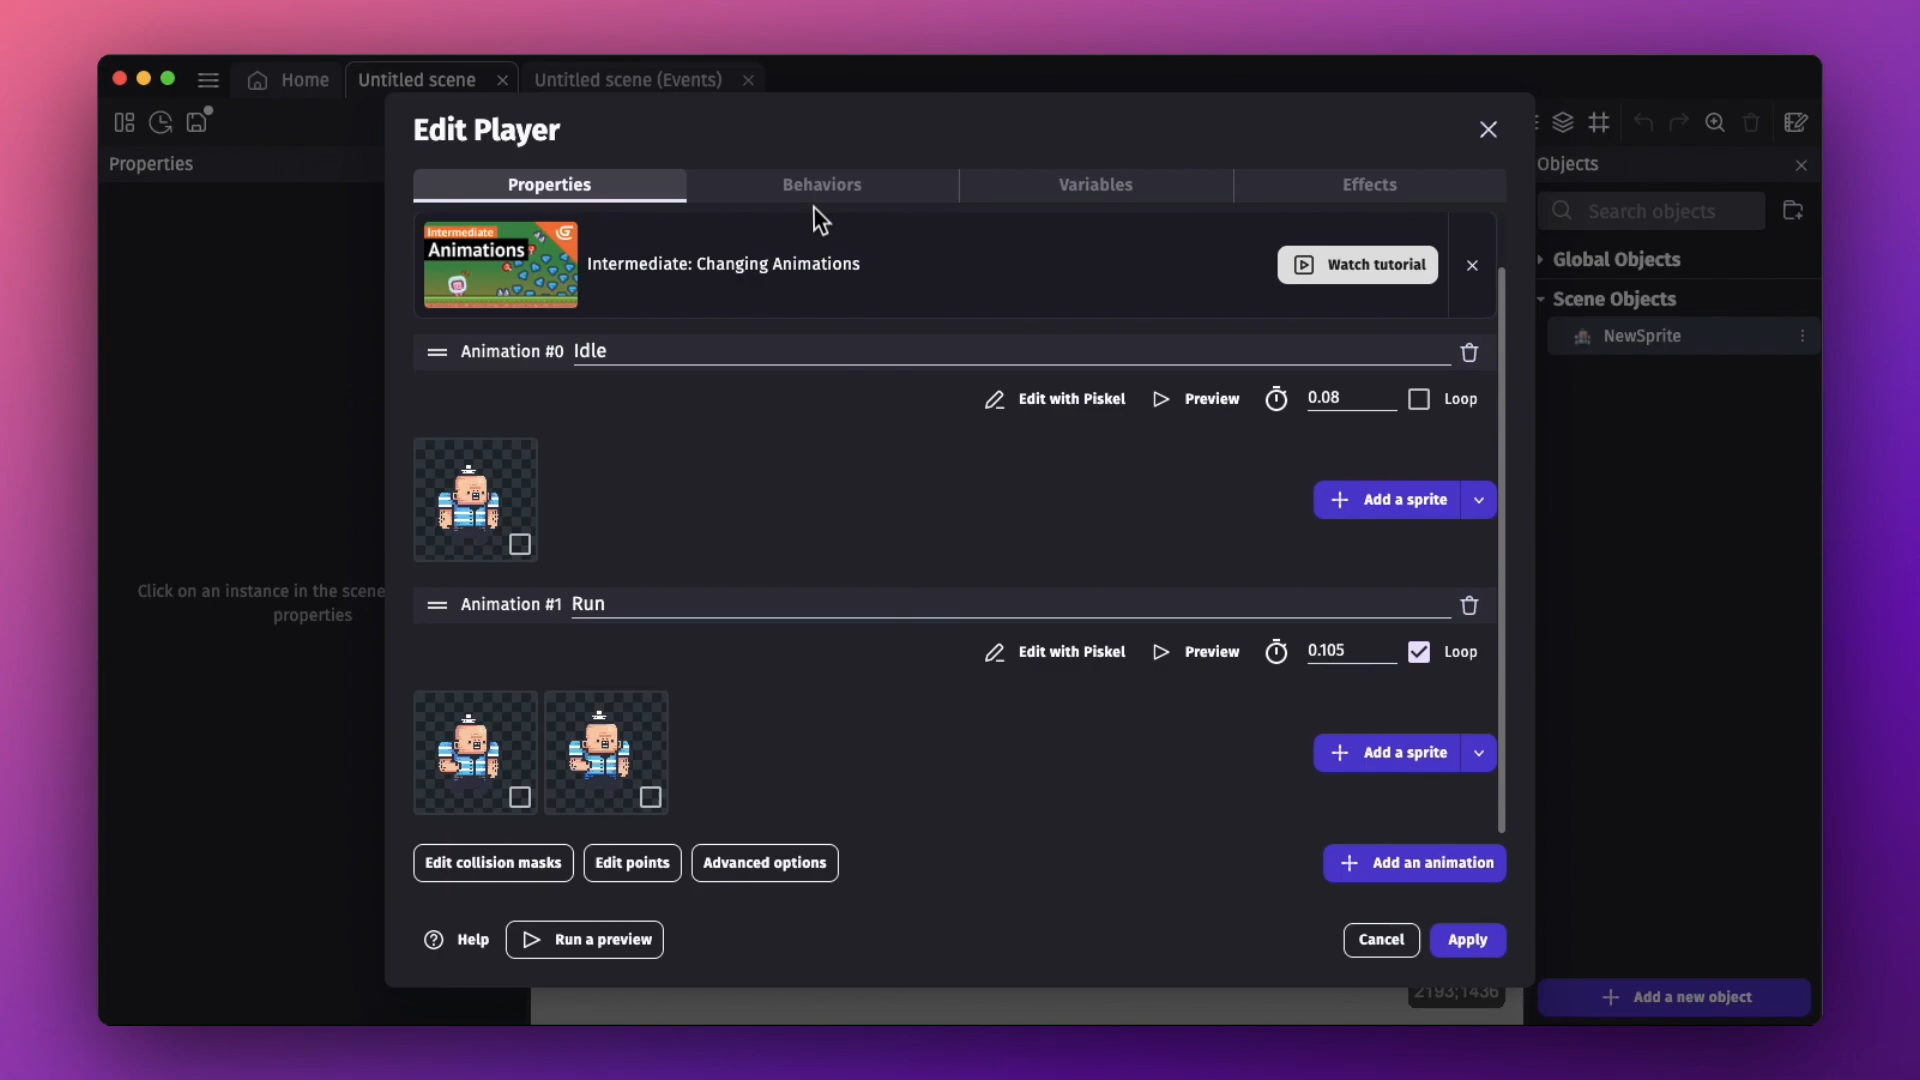 Home
Untitled scene
Untitled scene (Events)
Properties
Edit Player
Objects
Properties
Behaviors
Variables
Effects
Search objects
Intermediate
Animations
Intermediate: Changing Animations
Watch tutorial
Global Objects
Scene Objects
NewSprite
Animation #0 Idle
Edit with Piskel
Preview
0.08
Loop
Add a sprite
Click on an instance in the scene
properties
Animation #1 Run
Edit with Piskel
Preview
0.105
Loop
Add a sprite
Edit collision masks
Edit points
Advanced options
Add an animation
Help
Run a preview
Cancel
Apply
2193;1436
Add a new object